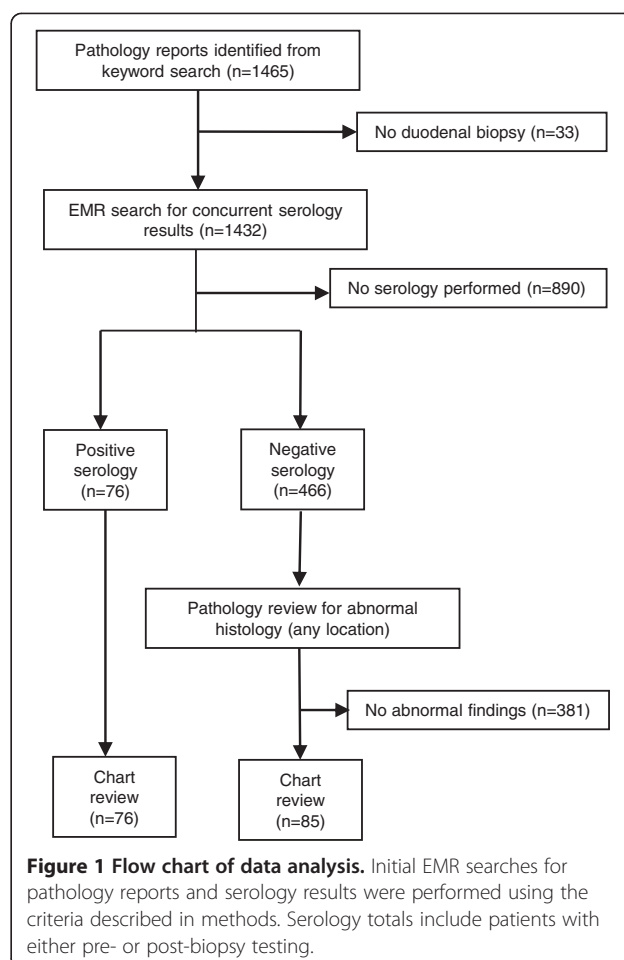 Pathology reports identified from
keyword search (n=1465)
No duodenal biopsy (n=33)
EMR search for concurrent serology
results (n=1432)
No serology performed (n=890)
Positive
serology
(n=76)
Negative
serology
(n=466)
Pathology review for abnormal
histology (any location)
No abnormal findings (n=381)
Chart
review
(n=76)
Chart
review
(n=85)
Figure 1 Flow chart of data analysis. Initial EMR searches for
pathology reports and serology results were performed using the
criteria described in methods. Serology totals include patients with
either pre- or post-biopsy testing.